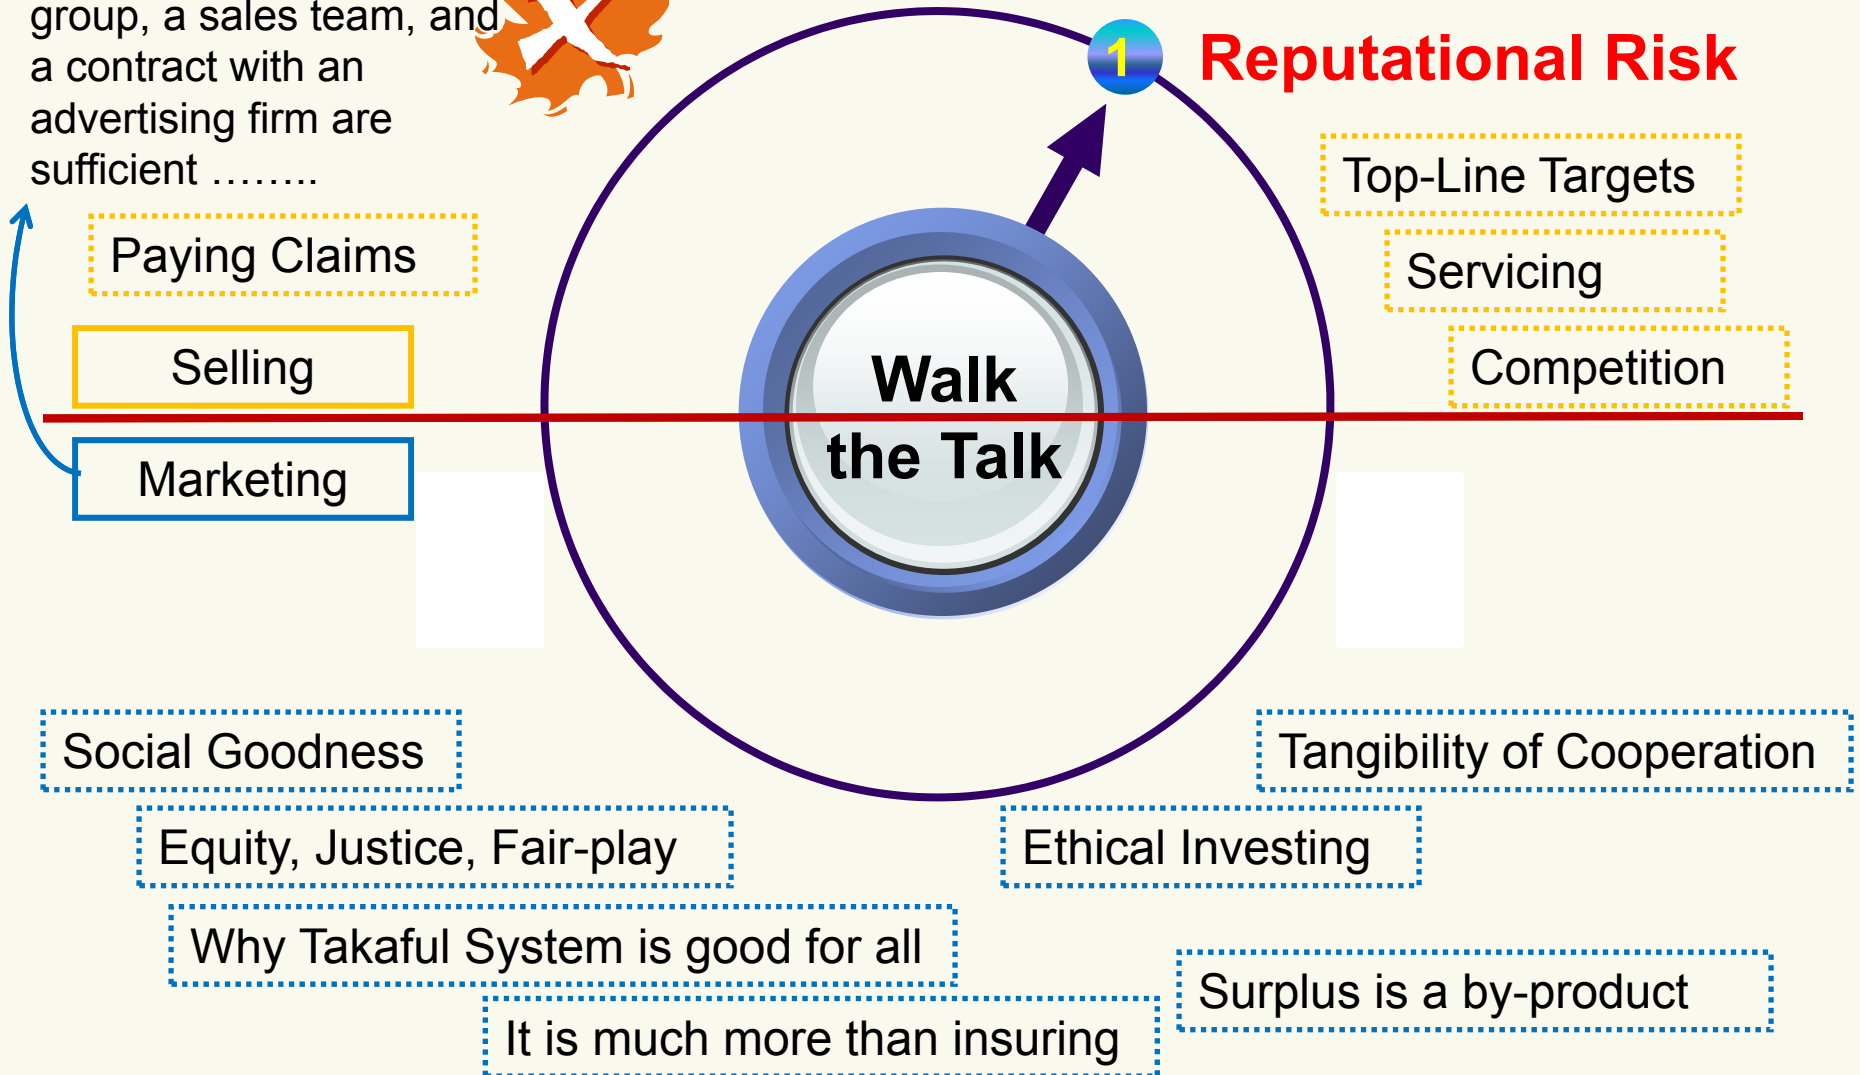 group, a sales team, and
a contract with an
advertising firm are
sufficient ……..
1
Reputational Risk
Top-Line Targets
Paying Claims
Servicing
Selling
Competition
Walk
the Talk
Marketing
Social Goodness
Tangibility of Cooperation
Equity, Justice, Fair-play
Ethical Investing
Why Takaful System is good for all
Surplus is a by-product
It is much more than insuring